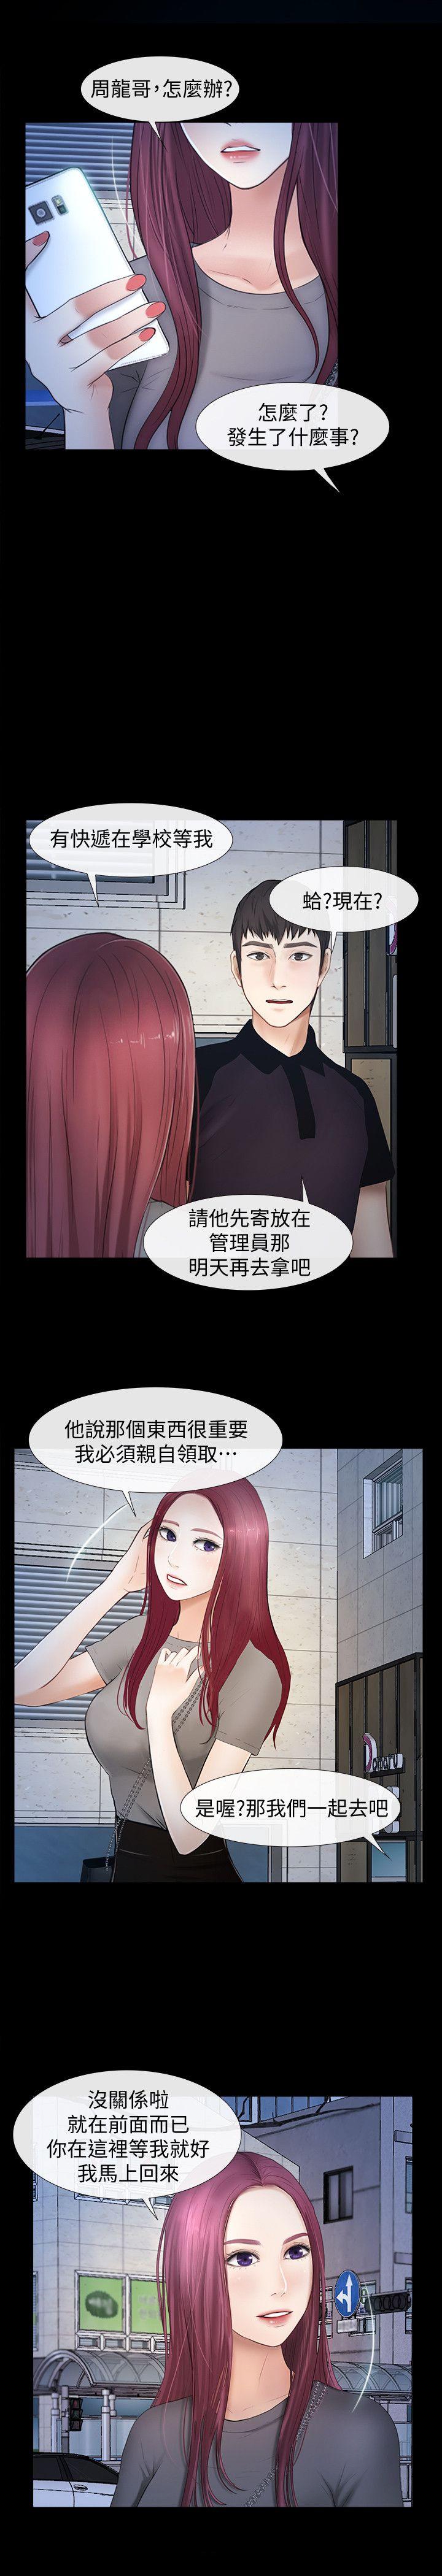 周龍哥，怎麼辦?
怎麼了?
發生了什麼事?
有快遞在學校等我
蛤?現在?
請他先寄放在
管理員那
明天再去拿吧
他說那個東西很重要
我必須親自領取…
Domoru
是喔?那我們一起去吧
沒關係啦
就在前面而已
你在這裡等我就好
我馬上回來